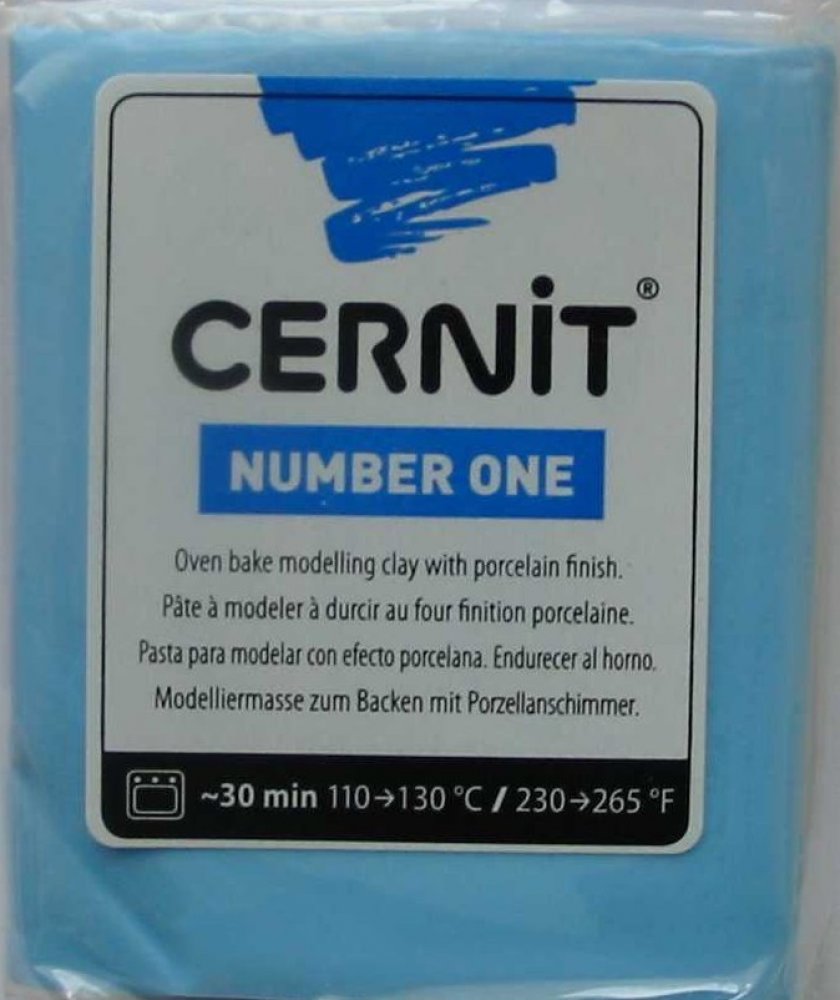 CERNiT®
NUMBER ONE
Oven bake modelling clay with porcelain finish.
Pâte à modeler à durcir au four finition porcelaine.
Pasta para modelar con efecto porcelana. Endurecer al horno.
Modelliermasse zum Backen mit Porzellanschimmer.
~30 min 110→130 °C / 230→265 °F